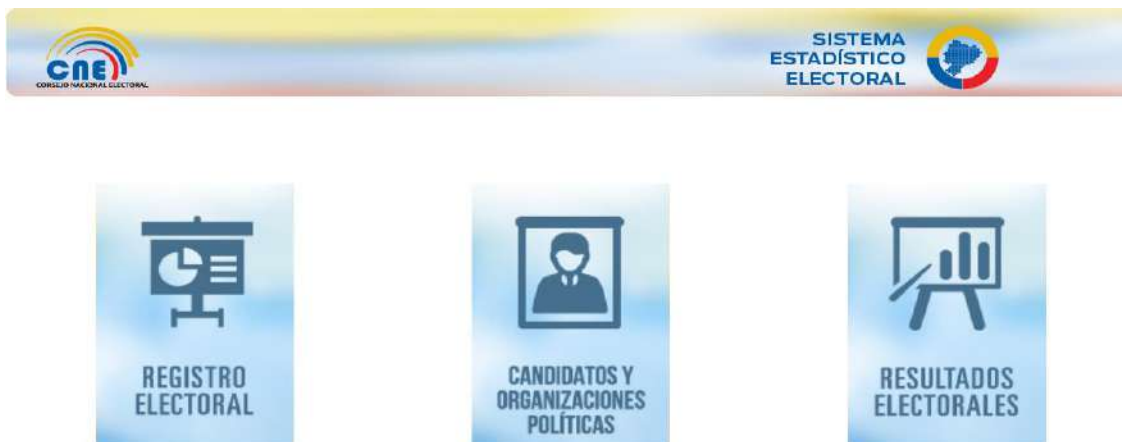 CNE
CONSEJO NACIONAL ELECTORAL
SISTEMA
ESTADÍSTICO
ELECTORAL
REGISTRO
ELECTORAL
CANDIDATOS Y
ORGANIZACIONES
POLÍTICAS
RESULTADOS
ELECTORALES